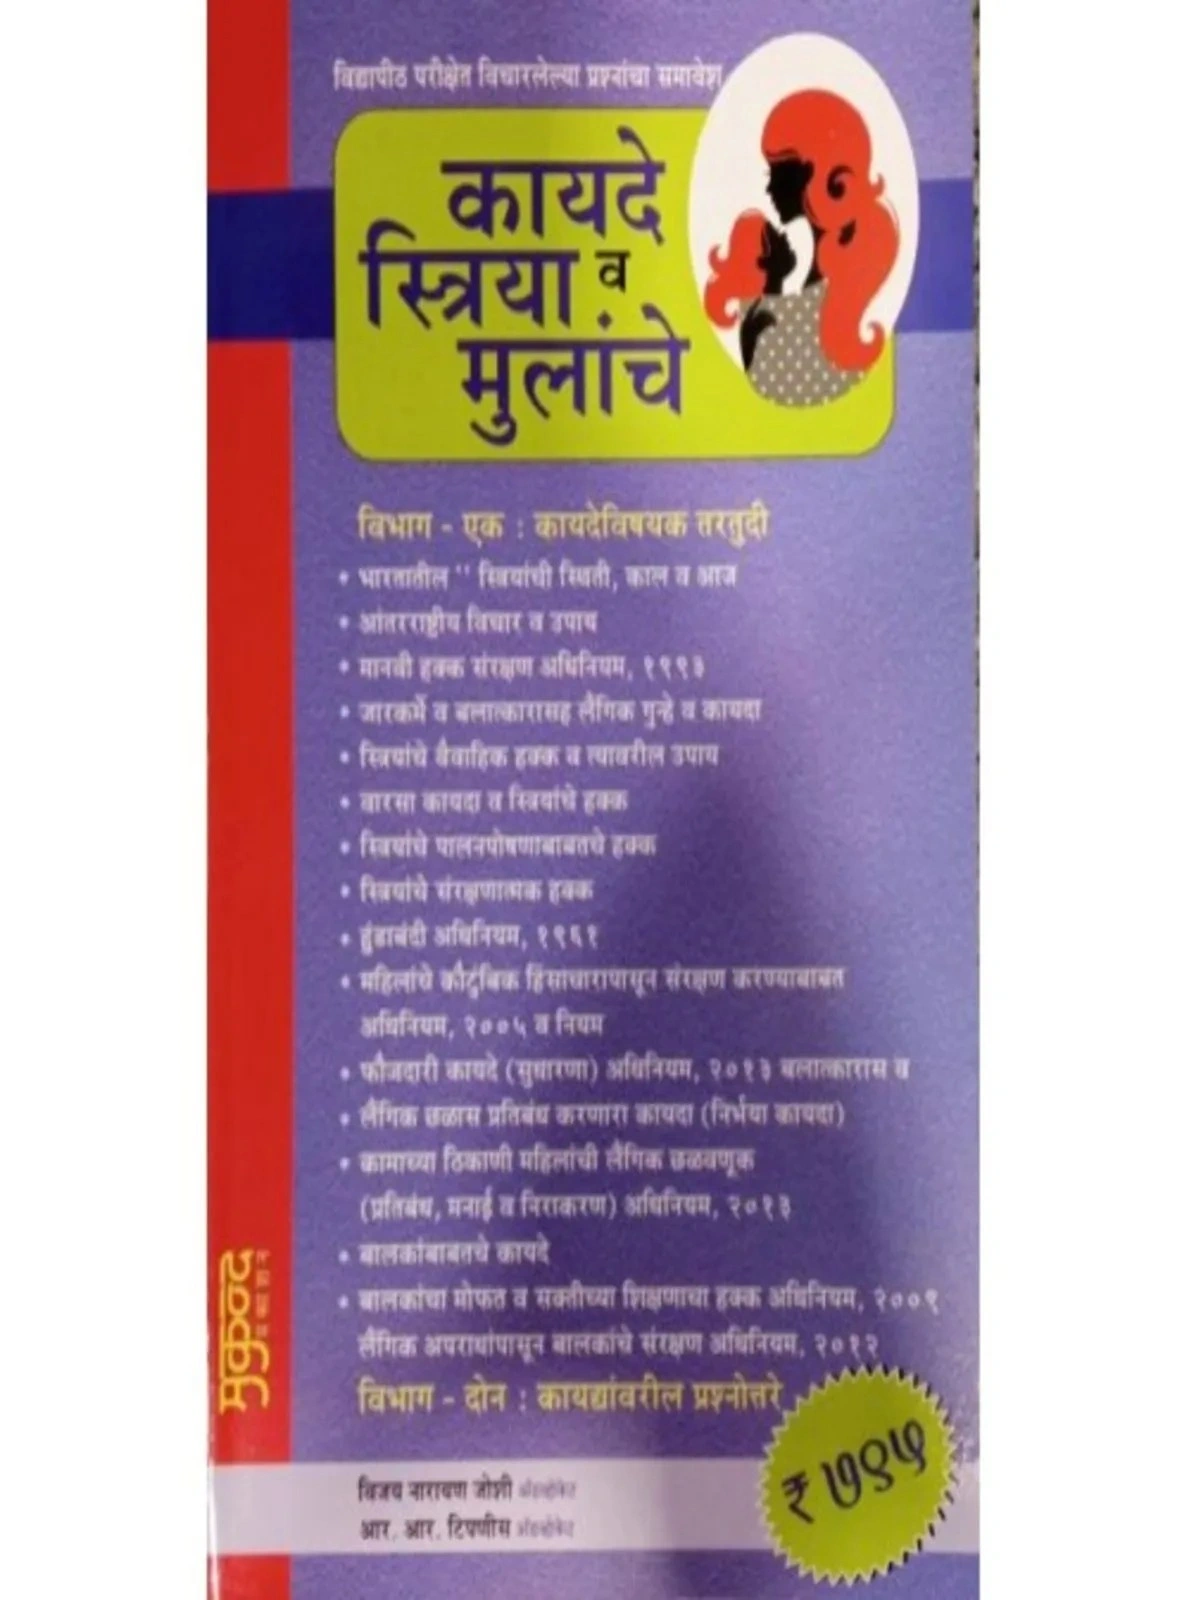 विद्यापीठ परीक्षेत विचारलेल्या प्रश्नांचा समावेश
कायदे
स्त्रिया व
मुलांचे
विभाग - एक : कायदेविषयक तरतुदी
• भारतातील " स्त्रियांची स्थिती, काल व आज
• आंतरराष्ट्रीय विचार व उपाय
• मानवी हक्क संरक्षण अधिनियम, १९९३
• जारकर्म व बलात्कारासह लैंगिक गुन्हे व कायदा
• स्त्रियांचे वैवाहिक हक्क व त्यावरील उपाय
• वारसा कायदा व स्त्रियांचे हक्क
• स्त्रियांचे पालनपोषणाबाबतचे हक्क
• स्त्रियांचे संरक्षणात्मक हक्क
• हुंडाबंदी अधिनियम, १९६१
• महिलांचे कौटुंबिक हिंसाचारापासून संरक्षण करण्याबाबत
अधिनियम, २००५ व नियम
• फौजदारी कायदे (सुधारणा) अधिनियम, २०१३ बलात्कारास व
• लैंगिक छळास प्रतिबंध करणारा कायदा (निर्भया कायदा)
• कामाच्या ठिकाणी महिलांची लैंगिक छळवणूक
(प्रतिबंध, मनाई व निराकरण) अधिनियम, २०१३
• बालकांबाबतचे कायदे
• बालकांचा मोफत व सक्तीच्या शिक्षणाचा हक्क अधिनियम, २००९
लैंगिक अपराधांपासून बालकांचे संरक्षण अधिनियम, २०१२
विभाग - दोन : कायद्यांवरील प्रश्नोत्तरे
₹ ७९५
विजय नारायण जोशी ॲडव्होकेट
आर. आर. टिपणीस ॲडव्होकेट
मुकुन्द
प्रकाशन